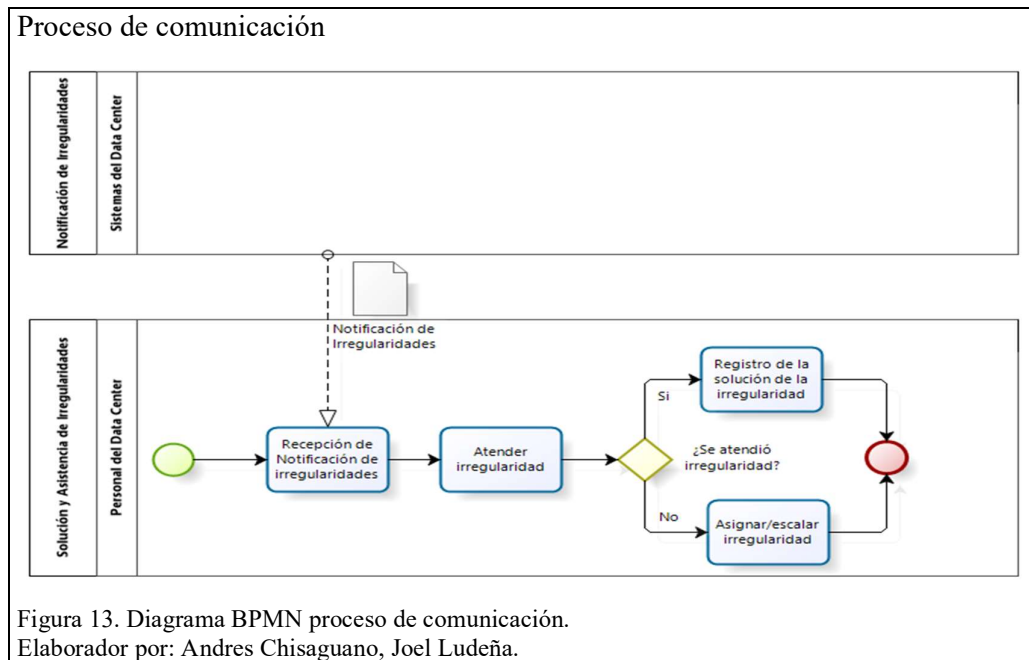 Proceso de comunicación
Notificación de Irregularidades
Sistemas del Data Center
Notificación de
Irregularidades
Solución y Asistencia de Irregularidades
Personal del Data Center
Recepción de
Notificación de
irregularidades
Atender
irregularidad
Si
No
¿Se atendió
irregularidad?
Registro de la
solución de la
irregularidad
Asignar/escalar
irregularidad
Figura 13. Diagrama BPMN proceso de comunicación.
Elaborador por: Andres Chisaguano, Joel Ludeña.